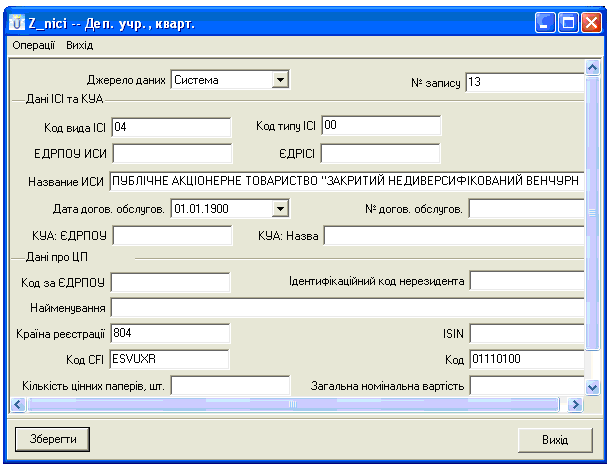 Z_nici -- Деп. учр., кварт.
Операції Вихід
Джерело даних Система № запису 13
Дані ІСІ та КУА
Код вида ІСІ 04 Код типу ІСІ 00
ЕДРПОУ ИСИ ЄДРІСІ
Название ИСИ ПУБЛІЧНЕ АКЦІОНЕРНЕ ТОВАРИСТВО "ЗАКРИТИЙ НЕДИВЕРСИФІКОВАНИЙ ВЕНЧУРН
Дата догов. обслугов. 01.01.1900 № догов. обслугов.
КУА: ЄДРПОУ КУА: Назва
Дані про ЦП
Код за ЄДРПОУ Ідентифікаційний код нерезидента
Найменування
Країна реєстрації 804 ISIN
Код CFI ESVUXR Код 01110100
Кількість цінних паперів, шт. Загальна номінальна вартість
Зберегти Вихід